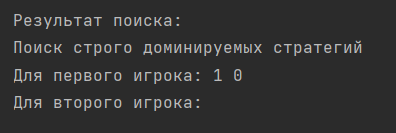 Результат поиска:
Поиск строго доминируемых стратегий
Для первого игрока: 1 0
Для второго игрока: